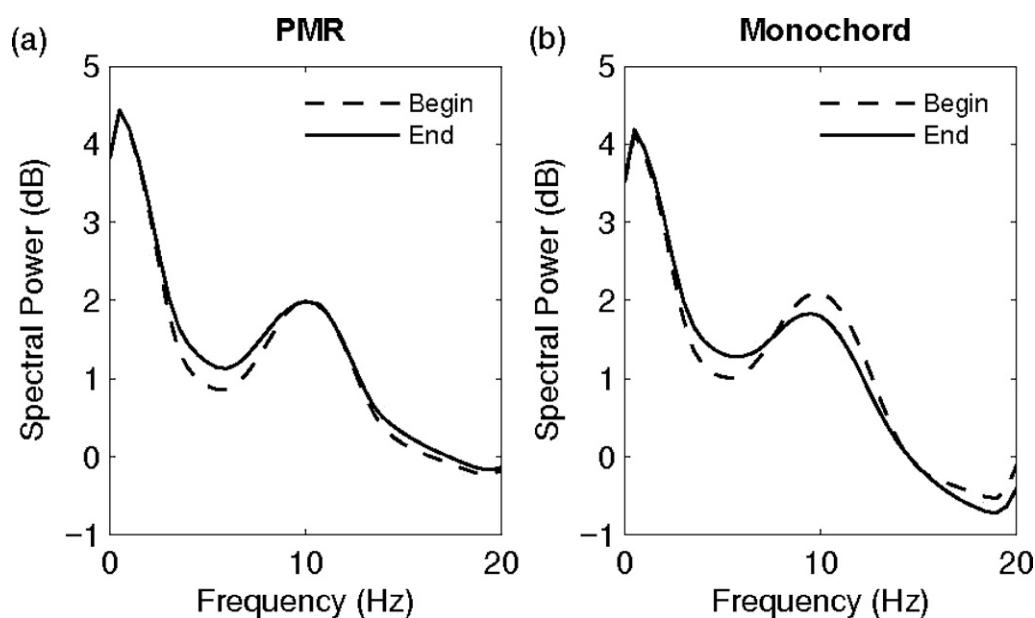 (a) PMR
5
4
3
2
1
0
−1
Spectral Power (dB)
Begin
End
0 10 20
Frequency (Hz)
(b) Monochord
5
4
3
2
1
0
−1
Spectral Power (dB)
Begin
End
0 10 20
Frequency (Hz)